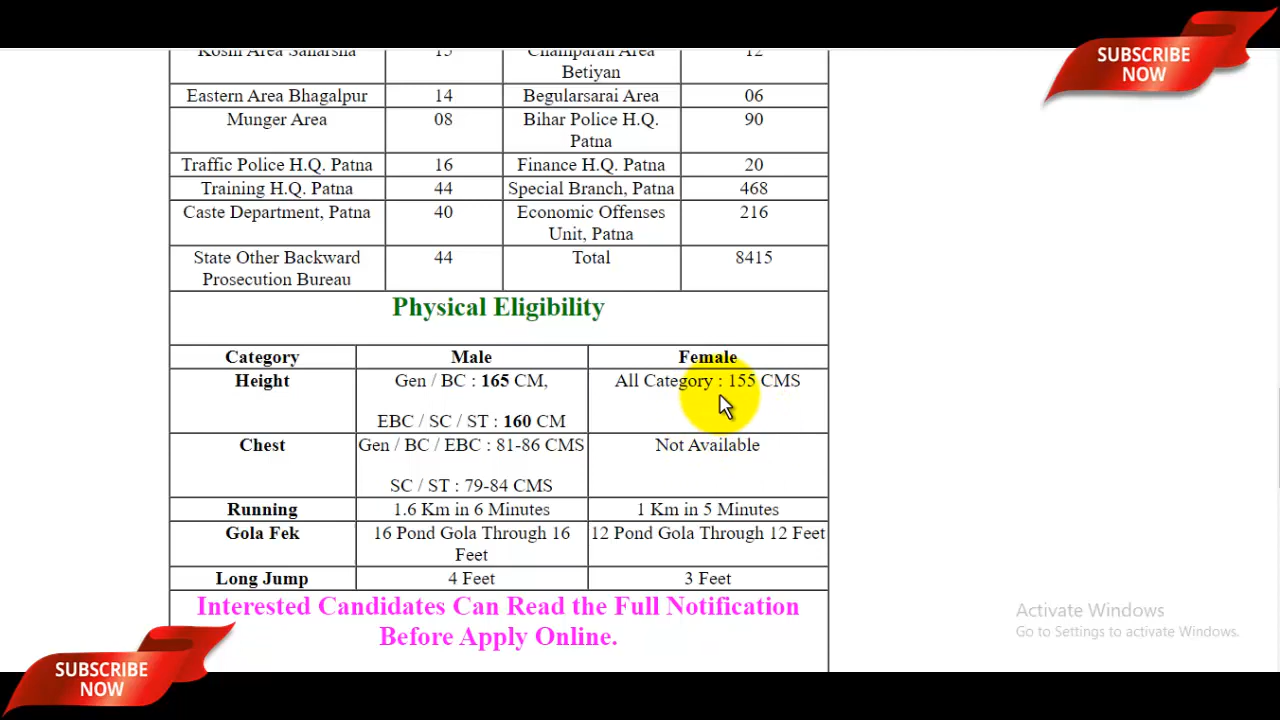 SUBSCRIBE
NOW
Koshi Area Saharsha 15 Champaran Area 12
Betiyan
Eastern Area Bhagalpur 14 Begularsarai Area 06
Munger Area 08 Bihar Police H.Q. 90
Patna
Traffic Police H.Q. Patna 16 Finance H.Q. Patna 20
Training H.Q. Patna 44 Special Branch, Patna 468
Caste Department, Patna 40 Economic Offenses 216
Unit, Patna
State Other Backward 44 Total 8415
Prosecution Bureau
Physical Eligibility
Category Male Female
Height Gen / BC : 165 CM, All Category : 155 CMS
EBC / SC / ST : 160 CM
Chest Gen / BC / EBC : 81-86 CMS Not Available
SC / ST : 79-84 CMS
Running 1.6 Km in 6 Minutes 1 Km in 5 Minutes
Gola Fek 16 Pond Gola Through 16 12 Pond Gola Through 12 Feet
Feet
Long Jump 4 Feet 3 Feet
Interested Candidates Can Read the Full Notification
Before Apply Online.
Activate Windows
Go to Settings to activate Windows.
SUBSCRIBE
NOW